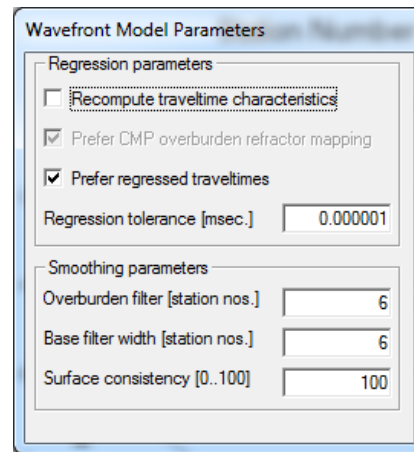 Station Number
Wavefront Model Parameters
Regression parameters
Recompute traveltime characteristics
Prefer CMP overburden refractor mapping
Prefer regressed traveltimes
Regression tolerance [msec.] 0.000001
Smoothing parameters
Overburden filter [station nos.] 6
Base filter width [station nos.] 6
Surface consistency [0..100] 100